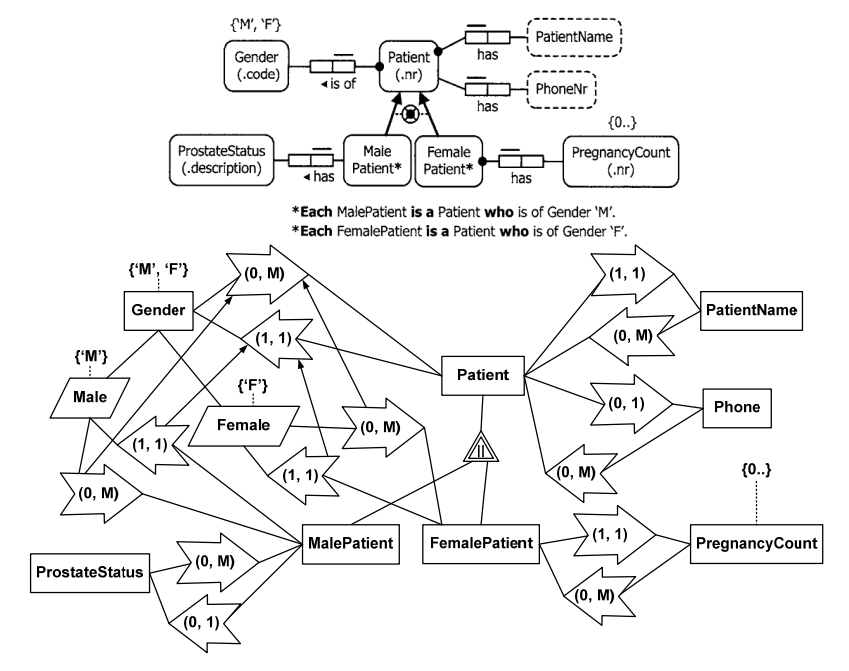 {'M', 'F'}
Gender
(.code)
◂ is of
Patient
(.nr)
has
PatientName
has
PhoneNr
{0..}
ProstateStatus
(.description)
◂ has
Male
Patient*
Female
Patient*
has
PregnancyCount
(.nr)
*Each MalePatient is a Patient who is of Gender 'M'.
*Each FemalePatient is a Patient who is of Gender 'F'.
{'M', 'F'}
Gender
(0, M)
(1, 1)
(1, 1)
PatientName
(0, M)
{'M'}
Male
{'F'}
Female
Patient
(0, 1)
Phone
(1, 1)
(0, M)
(0, M)
(1, 1)
(0, M)
{0..}
MalePatient
FemalePatient
(1, 1)
PregnancyCount
ProstateStatus
(0, M)
(0, M)
(0, 1)